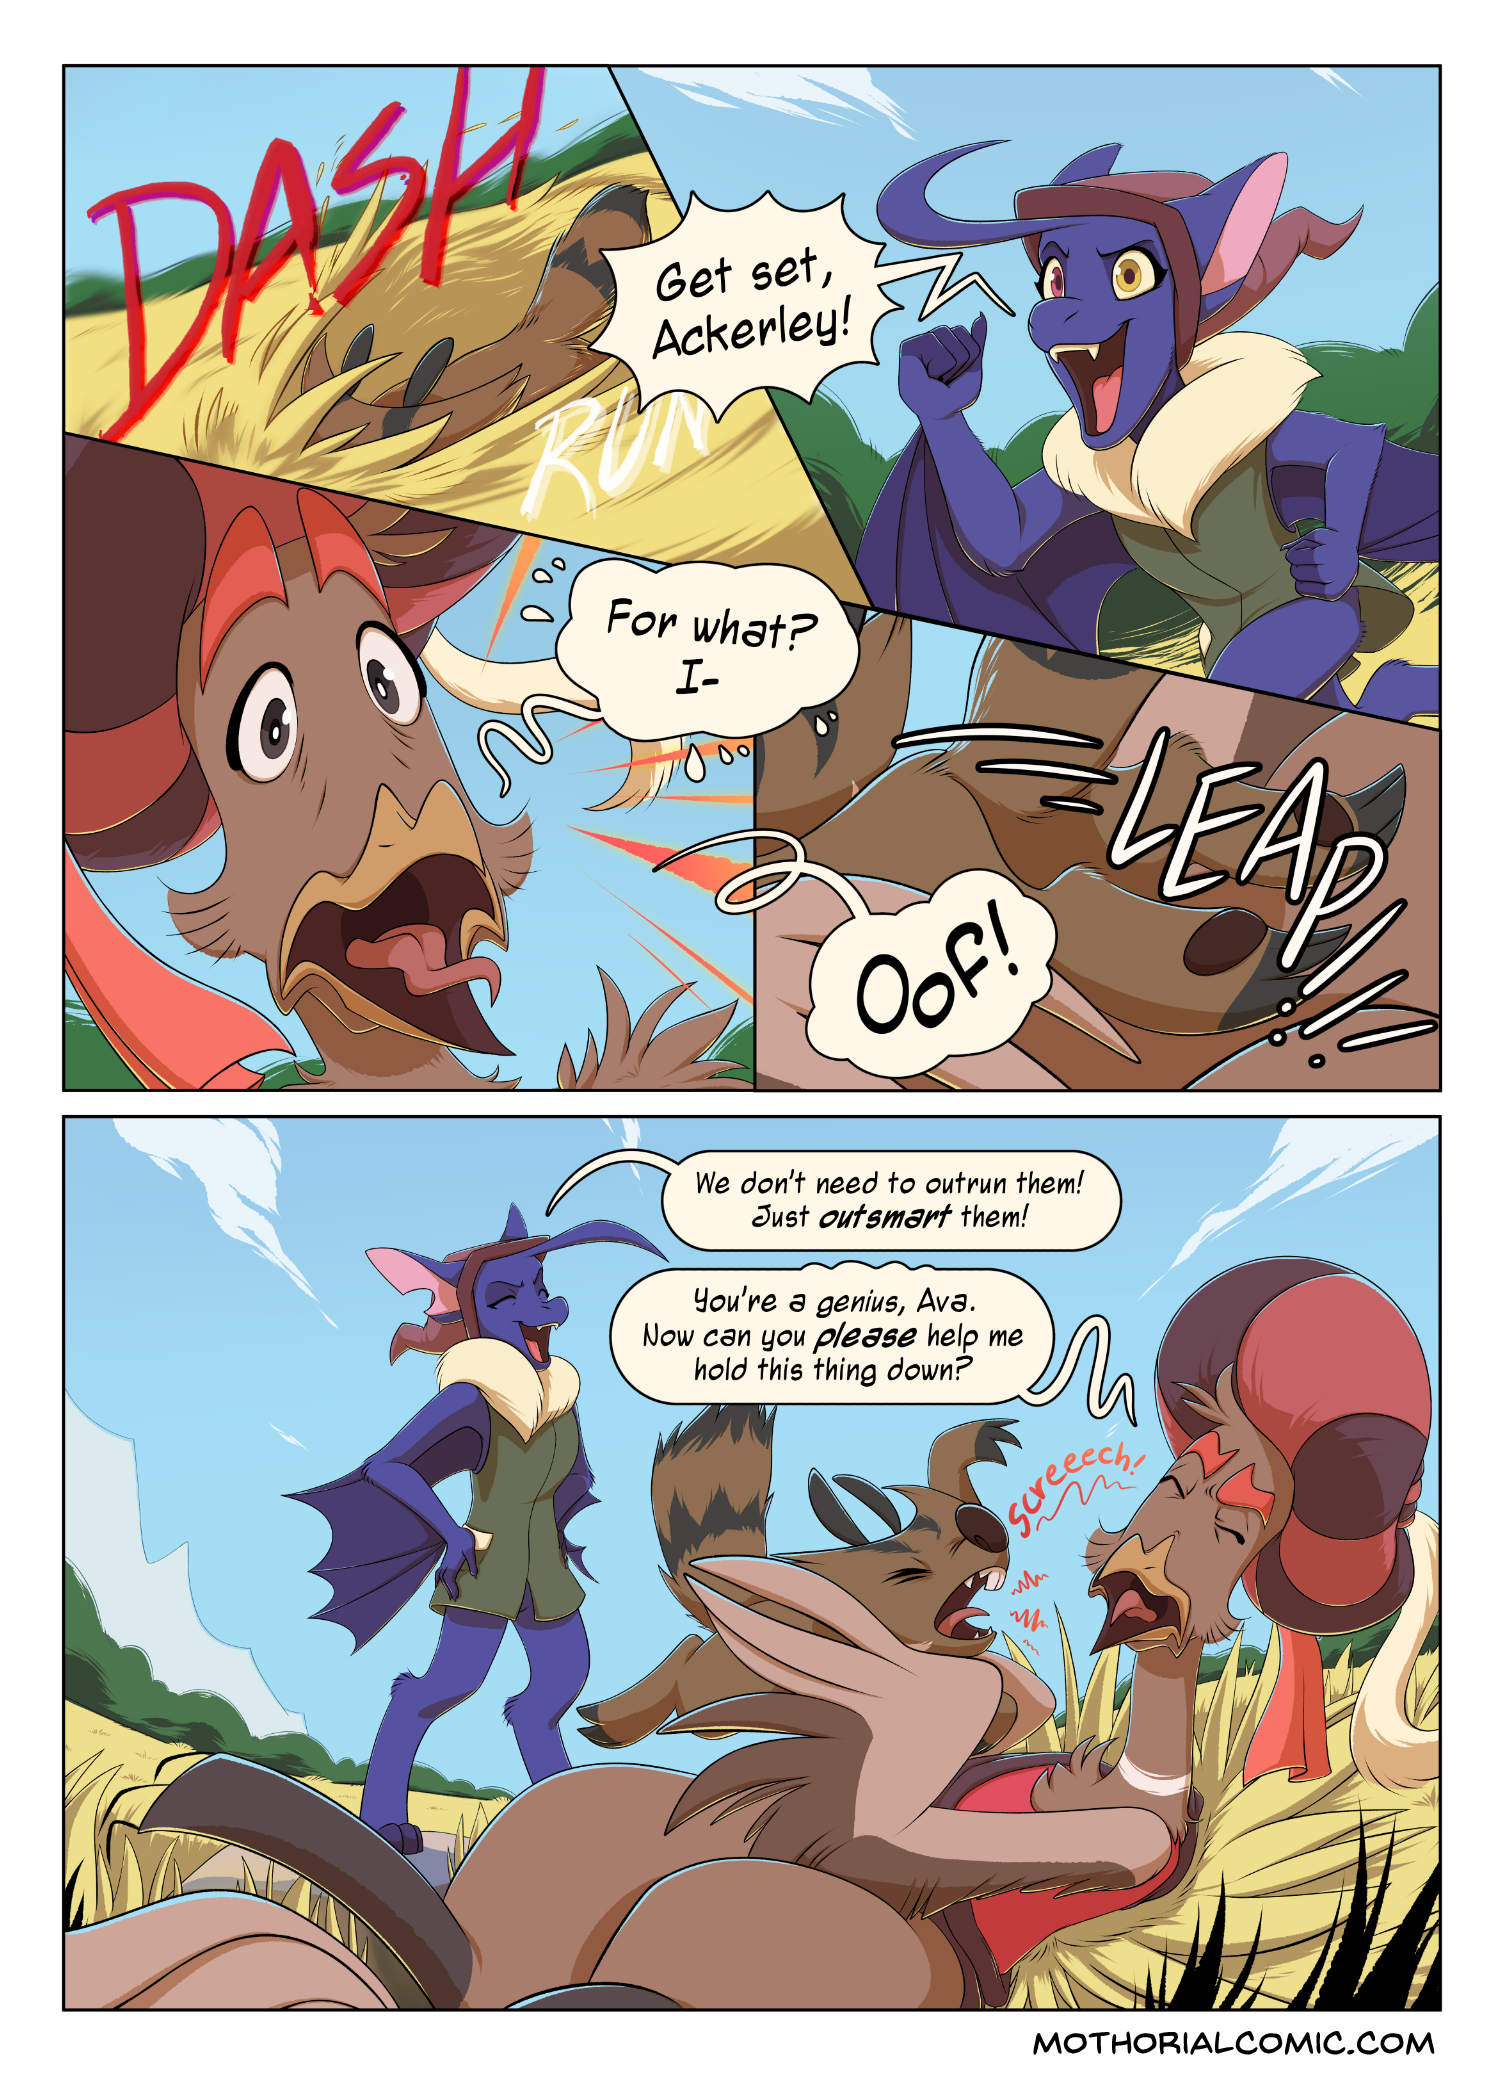 DASH
RUN
Get set,
Ackerley!
For what?
I-
LEAP!!!
Oof!
We don't need to outrun them!
Just outsmart them!
You're a genius, Ava.
Now can you please help me
hold this thing down?
screeech!
MOTHORIALCOMIC.COM